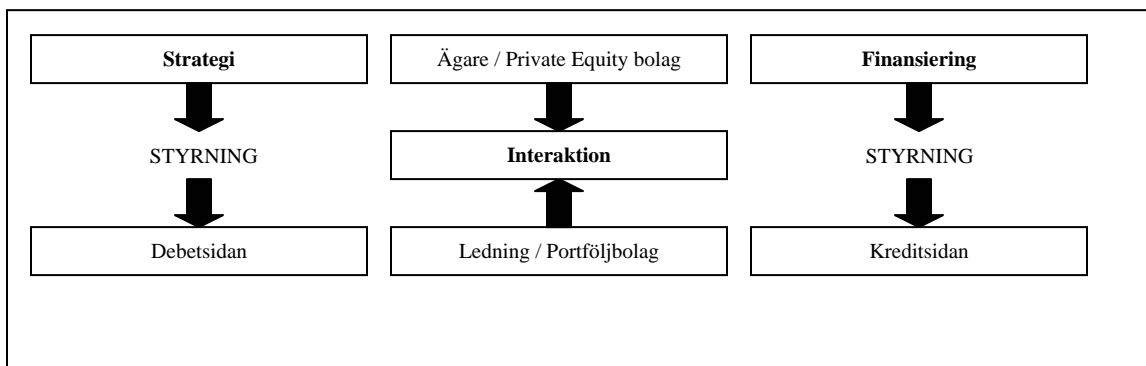 Strategi
Ägare / Private Equity bolag
Finansiering
STYRNING
Interaktion
STYRNING
Debetsidan
Ledning / Portföljbolag
Kreditsidan